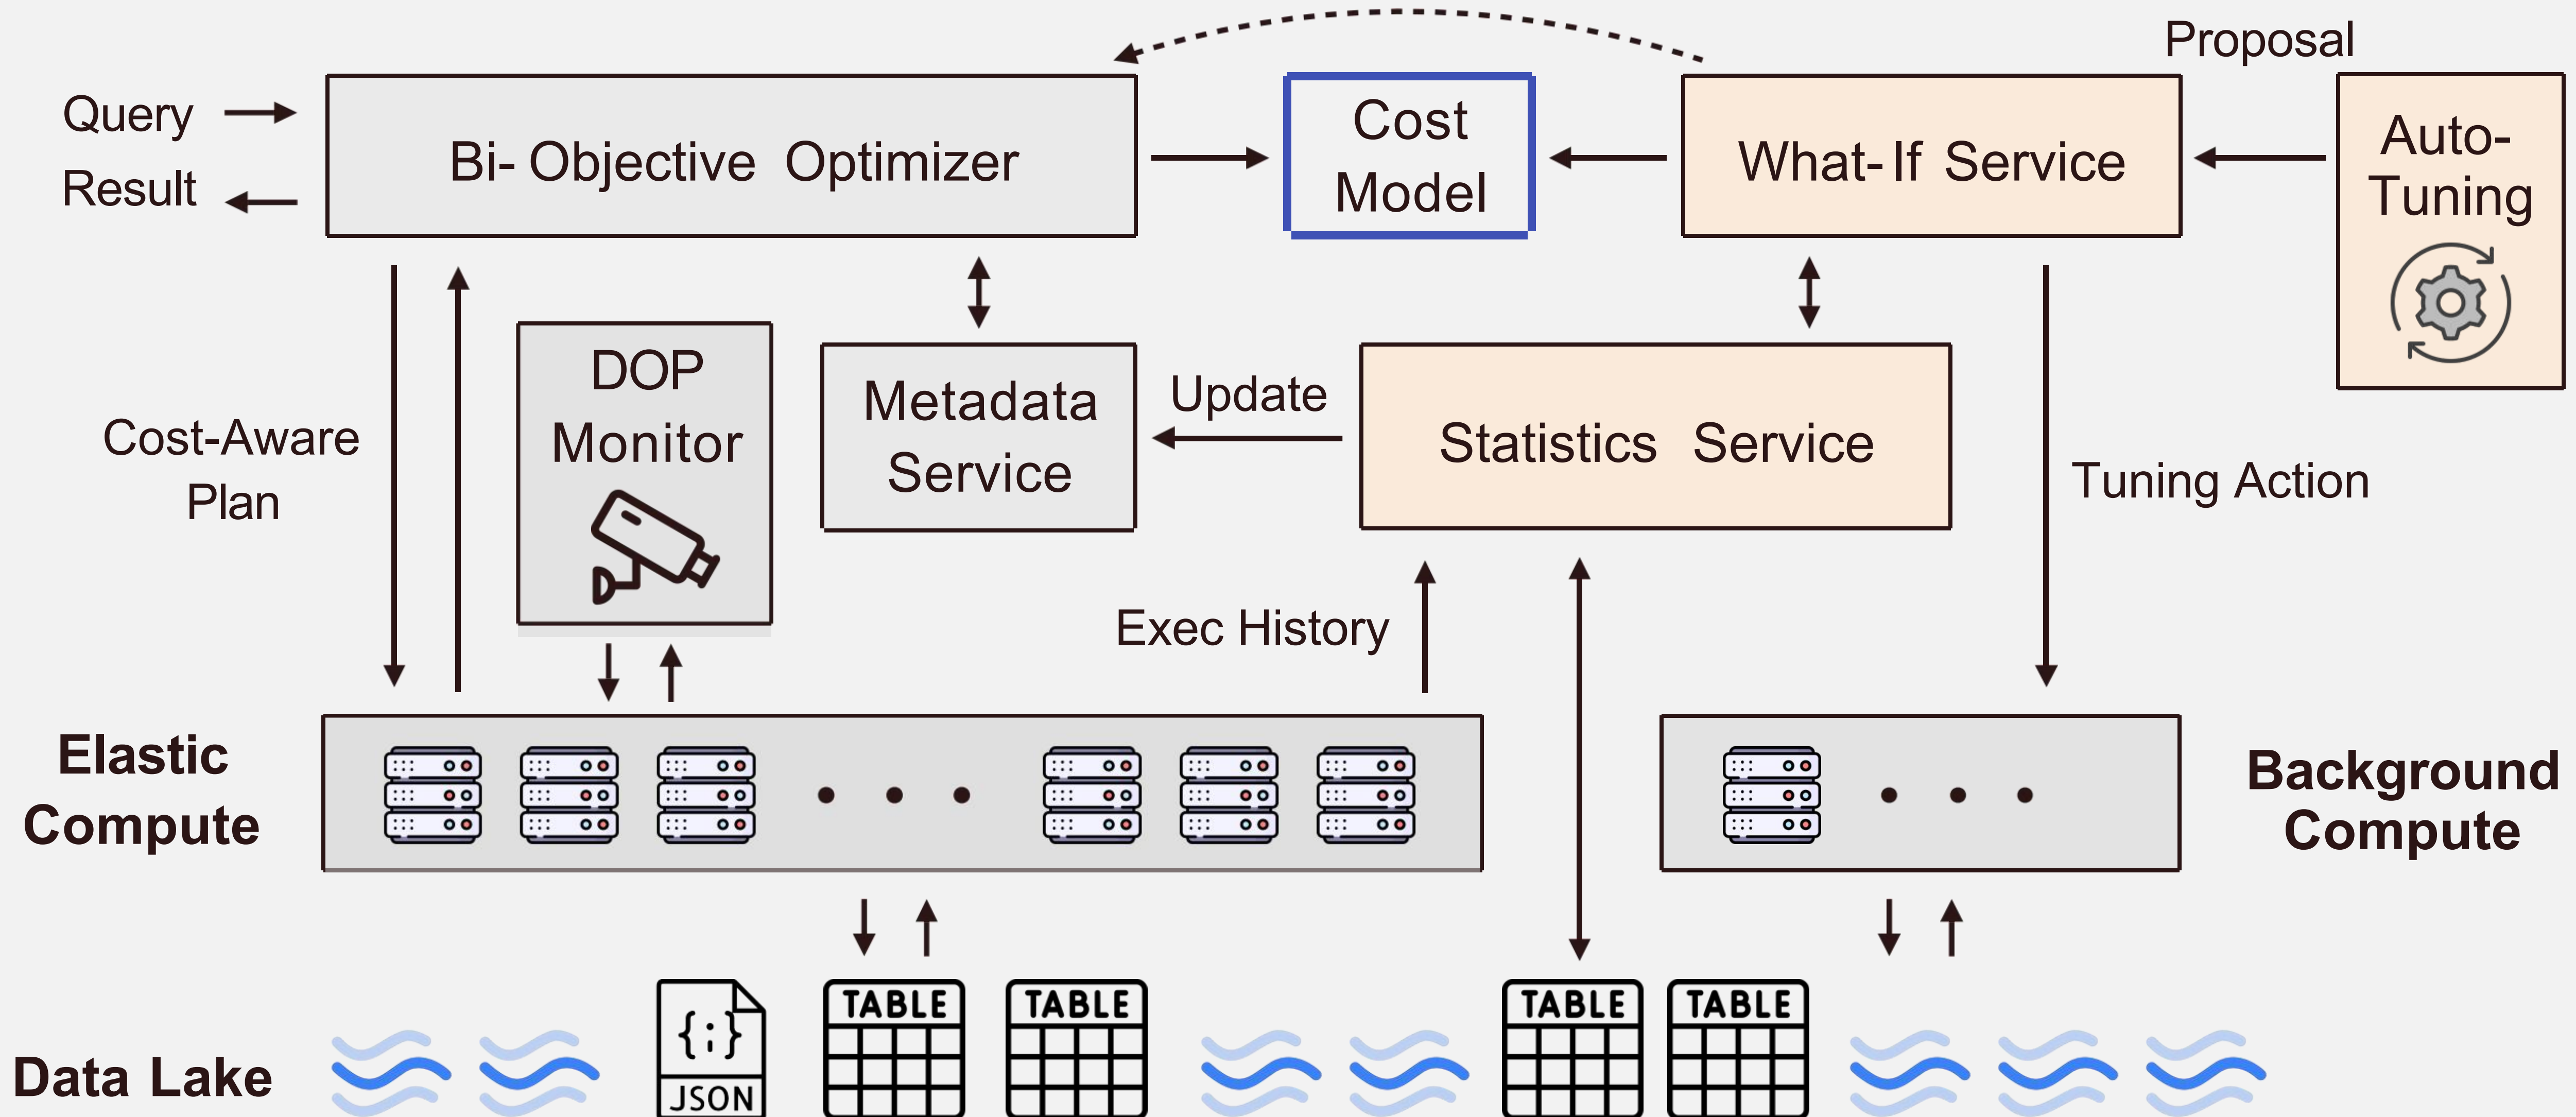 Proposal
Query
Result
Bi-Objective Optimizer
Cost
Model
What-If Service
Auto-
Tuning
DOP
Monitor
Metadata
Service
Update
Statistics Service
Cost-Aware
Plan
Tuning Action
Exec History
Elastic
Compute
Background
Compute
Data Lake
{;}
JSON
TABLE
TABLE
TABLE
TABLE